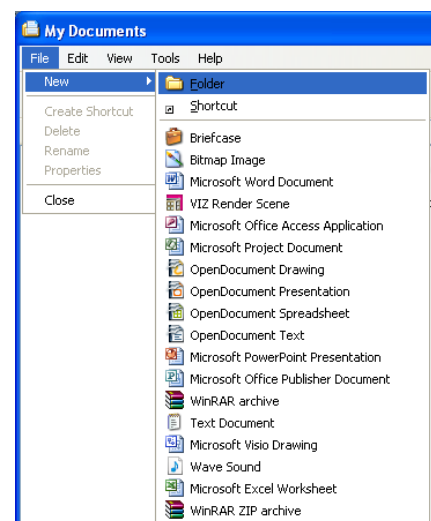 My Documents
File Edit View Tools Help
New
Create Shortcut
Delete
Rename
Properties
Close
Folder
Shortcut
Briefcase
Bitmap Image
Microsoft Word Document
VIZ Render Scene
Microsoft Office Access Application
Microsoft Project Document
OpenDocument Drawing
OpenDocument Presentation
OpenDocument Spreadsheet
OpenDocument Text
Microsoft PowerPoint Presentation
Microsoft Office Publisher Document
WinRAR archive
Text Document
Microsoft Visio Drawing
Wave Sound
Microsoft Excel Worksheet
WinRAR ZIP archive